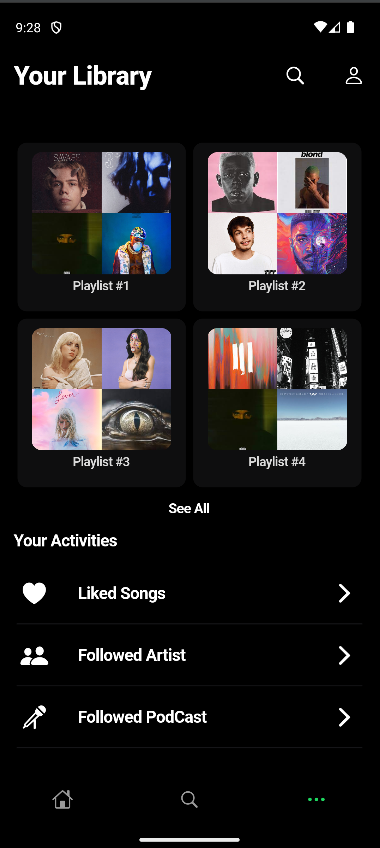 9:28
Your Library
SAVAGE
blond
Playlist #1
Playlist #2
Playlist #3
Playlist #4
See All
Your Activities
Liked Songs
Followed Artist
Followed PodCast